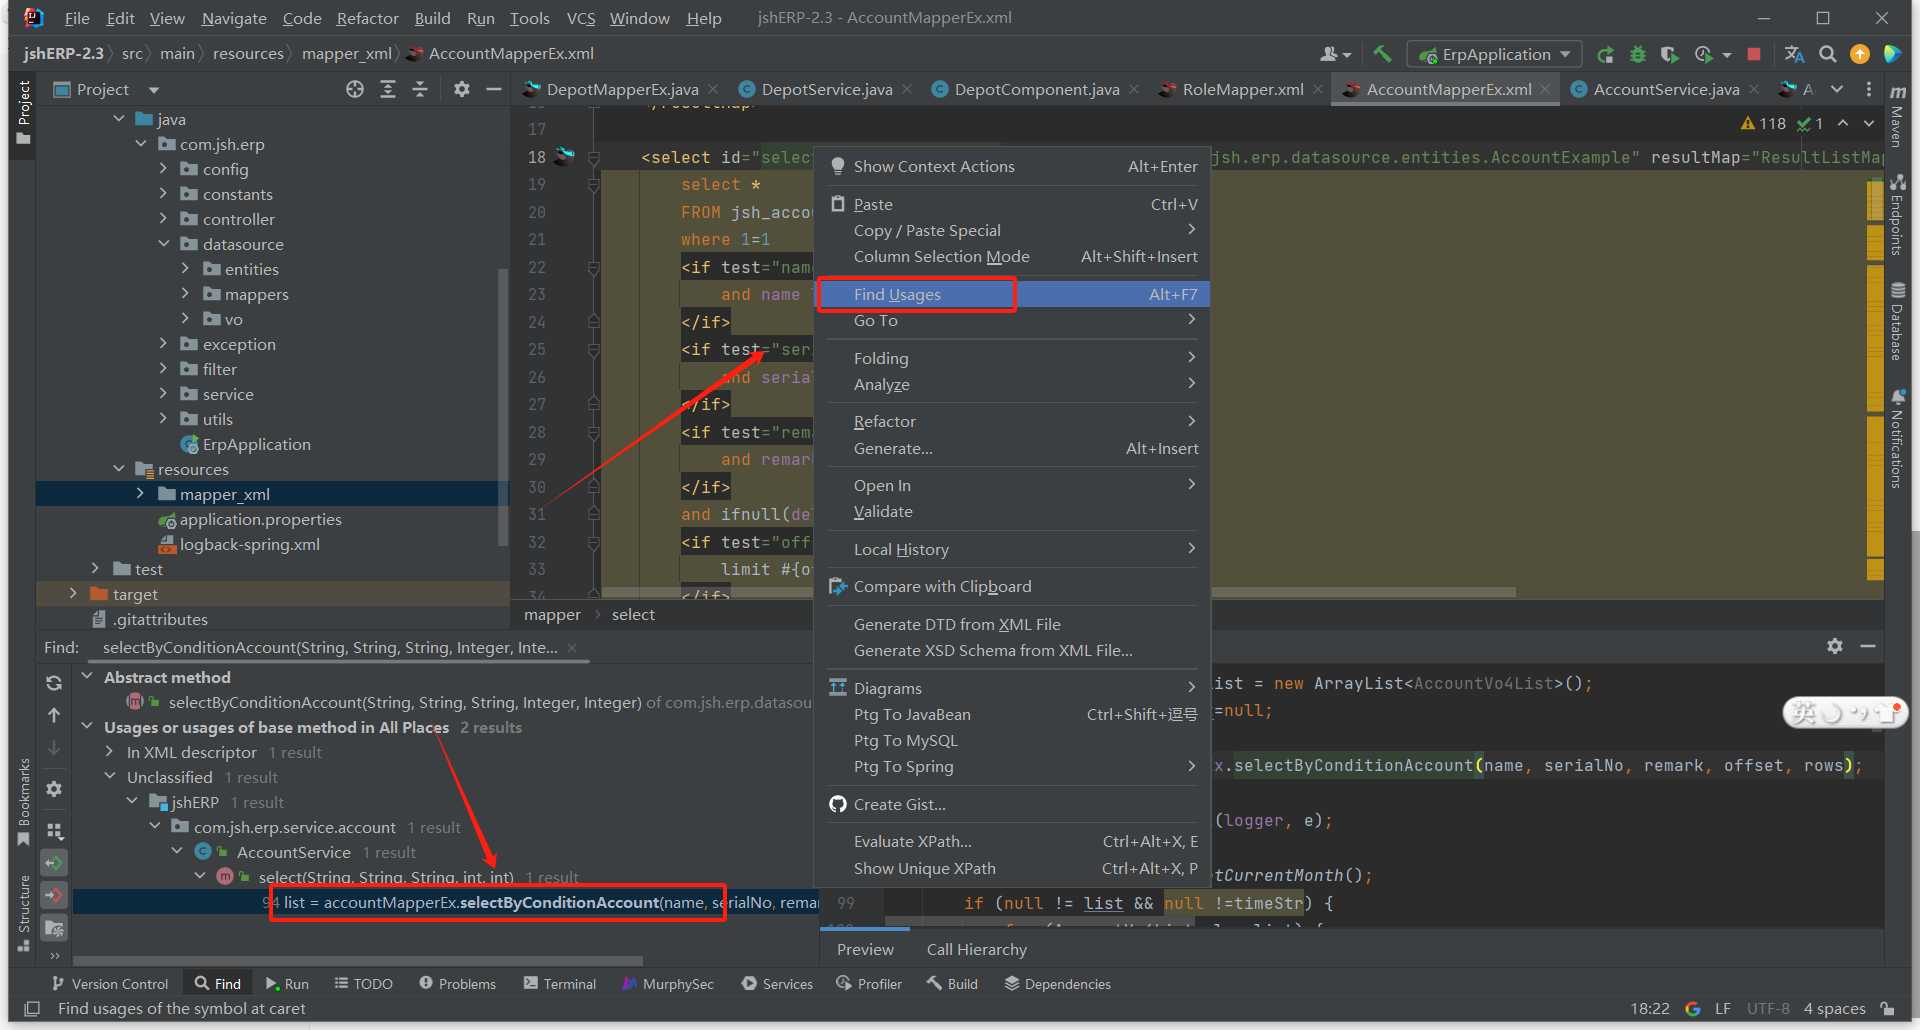 File Edit View Navigate Code Refactor Build Run Tools VCS Window Help jshERP-2.3 - AccountMapperEx.xml
jshERP-2.3 src main resources mapper_xml AccountMapperEx.xml ErpApplication
Project
Project
DepotMapperEx.java DepotService.java DepotComponent.java RoleMapper.xml AccountMapperEx.xml AccountService.java A
Maven
Endpoints
Database
Notifications
java
com.jsh.erp
config
constants
controller
datasource
entities
mappers
vo
exception
filter
service
utils
ErpApplication
resources
mapper_xml
application.properties
logback-spring.xml
test
target
.gitattributes
118 1
17
18 <select id="selec jsh.erp.datasource.entities.AccountExample" resultMap="ResultListMa
19 select *
20 FROM jsh_accou
21 where 1=1
22 <if test="name
23 and name
24 </if>
25 <if test="ser
26 and serial
27 </if>
28 <if test="rema
29 and remark
30 </if>
31 and ifnull(de
32 <if test="offs
33 limit #{o
34 </if>
mapper select
Show Context Actions Alt+Enter
Paste Ctrl+V
Copy / Paste Special
Column Selection Mode Alt+Shift+Insert
Find Usages Alt+F7
Go To
Folding
Analyze
Refactor
Generate... Alt+Insert
Open In
Validate
Local History
Compare with Clipboard
Generate DTD from XML File
Generate XSD Schema from XML File...
Diagrams
Ptg To JavaBean Ctrl+Shift+逗号
Ptg To MySQL
Ptg To Spring
Create Gist...
Evaluate XPath... Ctrl+Alt+X, E
Show Unique XPath Ctrl+Alt+X, P
Find: selectByConditionAccount(String, String, String, Integer, Inte...
Abstract method
selectByConditionAccount(String, String, String, Integer, Integer) of com.jsh.erp.datasou
Usages or usages of base method in All Places 2 results
In XML descriptor 1 result
Unclassified 1 result
jshERP 1 result
com.jsh.erp.service.account 1 result
AccountService 1 result
select(String, String, String, int, int) 1 result
94 list = accountMapperEx.selectByConditionAccount(name, serialNo, remar
Bookmarks
Structure
ist = new ArrayList<AccountVo4List>();
=null;
x.selectByConditionAccount(name, serialNo, remark, offset, rows);
(logger, e);
tCurrentMonth();
99 if (null != list && null !=timeStr) {
Preview Call Hierarchy
英
Version Control Find Run TODO Problems Terminal MurphySec Services Profiler Build Dependencies
Find usages of the symbol at caret 18:22 LF UTF-8 4 spaces